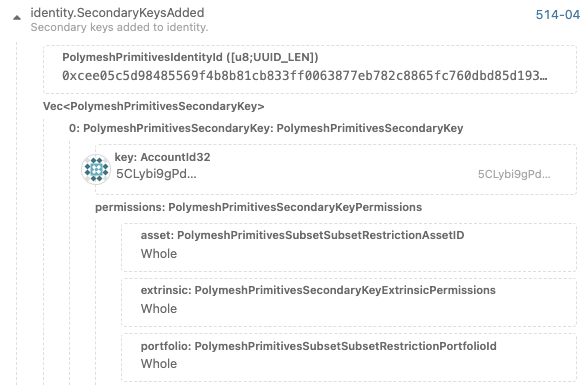 identity.SecondaryKeysAdded 514-04
Secondary keys added to identity.
PolymeshPrimitivesIdentityId ([u8;UUID_LEN])
0xcee05c5d98485569f4b8b81cb833ff0063877eb782c8865fc760dbd85d193…
Vec<PolymeshPrimitivesSecondaryKey>
0: PolymeshPrimitivesSecondaryKey: PolymeshPrimitivesSecondaryKey
key: AccountId32
5CLybi9gPd… 5CLybi9gPd…
permissions: PolymeshPrimitivesSecondaryKeyPermissions
asset: PolymeshPrimitivesSubsetSubsetRestrictionAssetID
Whole
extrinsic: PolymeshPrimitivesSecondaryKeyExtrinsicPermissions
Whole
portfolio: PolymeshPrimitivesSubsetSubsetRestrictionPortfolioId
Whole